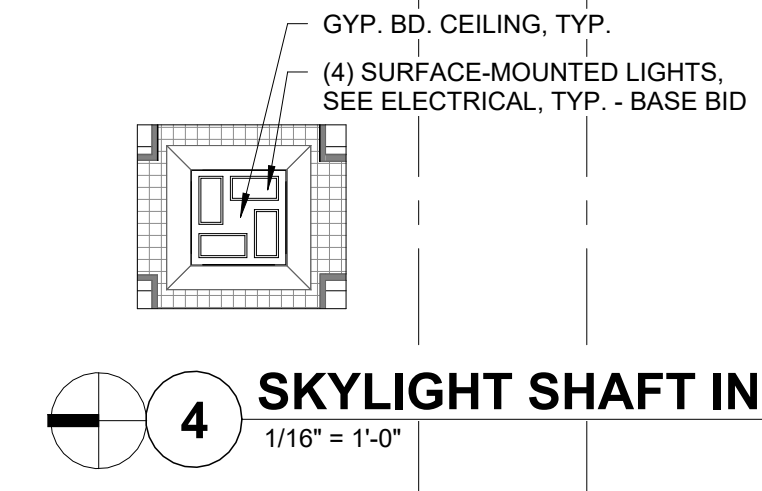 GYP. BD. CEILING, TYP.
(4) SURFACE-MOUNTED LIGHTS,
SEE ELECTRICAL, TYP. - BASE BID
4
SKYLIGHT SHAFT IN
1/16" = 1'-0"